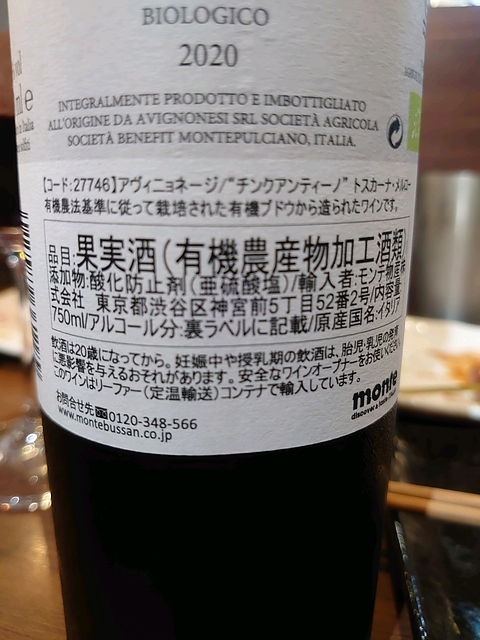 BIOLOGICO
2020
INTEGRALMENTE PRODOTTO E IMBOTTIGLIATO
ALL'ORIGINE DA AVIGNONESI SRL SOCIETÀ AGRICOLA
SOCIETÀ BENEFIT MONTEPULCIANO, ITALIA.
【コード:27746】アヴィニョネージ/"チンクアンティーノ" トスカーナ・メルロー
有機農法基準に従って栽培された有機ブドウから造られたワインです。
品目:果実酒(有機農産物加工酒類)
添加物:酸化防止剤(亜硫酸塩)/輸入者:モンテ物産株
式会社 東京都渋谷区神宮前5丁目52番2号/内容量:
750ml/アルコール分:裏ラベルに記載/原産国名:イタリア
飲酒は20歳になってから。妊娠中や授乳期の飲酒は、胎児・乳児の発育
に悪影響を与えるおそれがあります。安全なワインオープナーをお使いください。
このワインはリーファー(定温輸送)コンテナで輸入しています。
お問合せ先☎0120-348-566
www.montebussan.co.jp
monte